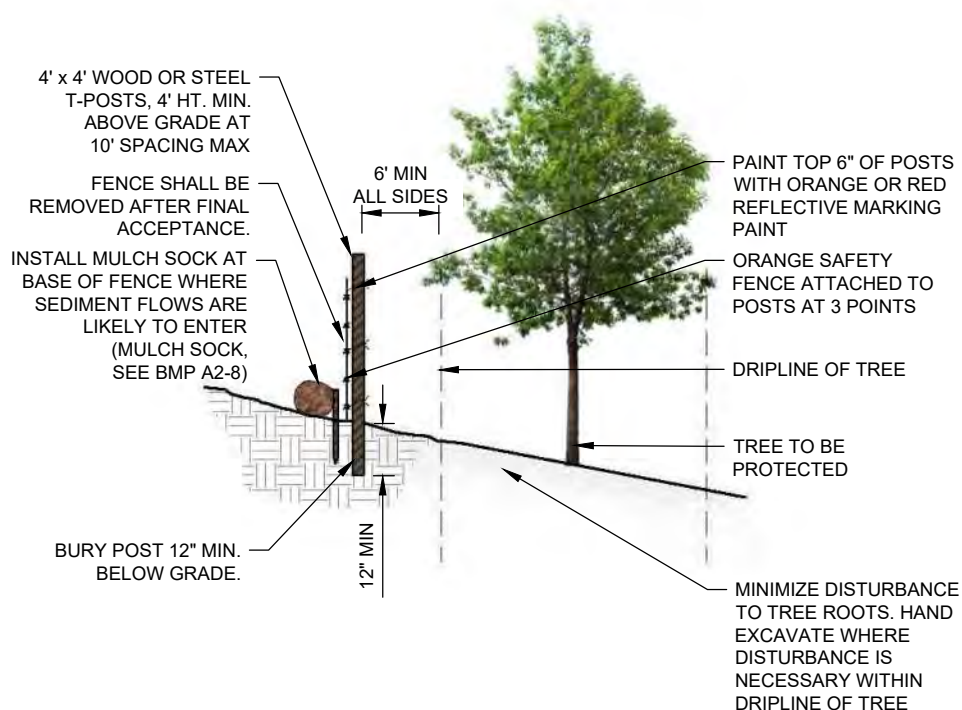 4' x 4' WOOD OR STEEL
T-POSTS, 4' HT. MIN.
ABOVE GRADE AT
10' SPACING MAX
FENCE SHALL BE
REMOVED AFTER FINAL
ACCEPTANCE.
INSTALL MULCH SOCK AT
BASE OF FENCE WHERE
SEDIMENT FLOWS ARE
LIKELY TO ENTER
(MULCH SOCK,
SEE BMP A2-8)
BURY POST 12" MIN.
BELOW GRADE.
6' MIN
ALL SIDES
12" MIN
PAINT TOP 6" OF POSTS
WITH ORANGE OR RED
REFLECTIVE MARKING
PAINT
ORANGE SAFETY
FENCE ATTACHED TO
POSTS AT 3 POINTS
DRIPLINE OF TREE
TREE TO BE
PROTECTED
MINIMIZE DISTURBANCE
TO TREE ROOTS. HAND
EXCAVATE WHERE
DISTURBANCE IS
NECESSARY WITHIN
DRIPLINE OF TREE